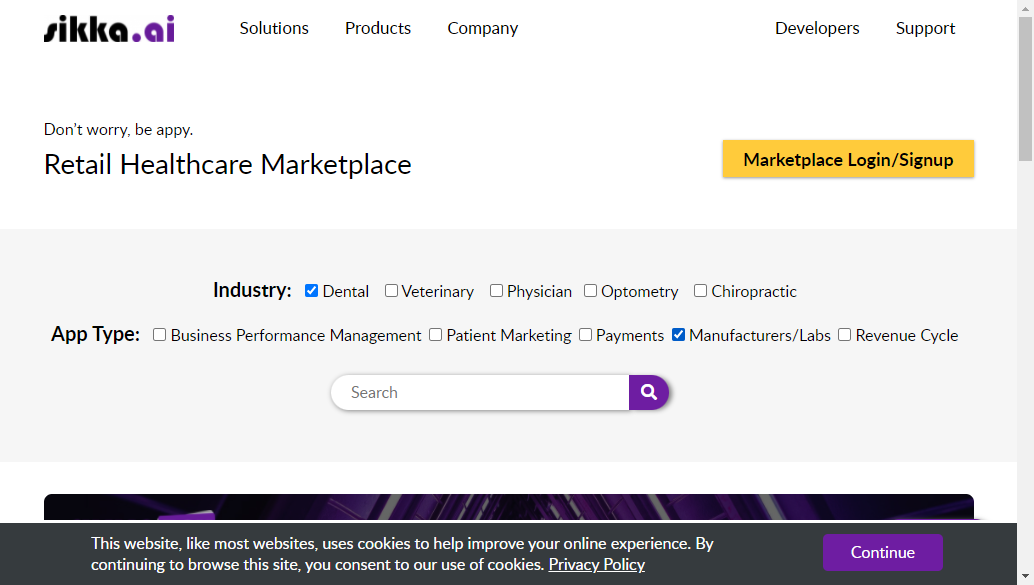 sikka.ai Solutions Products Company Developers Support
Don't worry, be appy.
Retail Healthcare Marketplace
Marketplace Login/Signup
Industry: Dental Veterinary Physician Optometry Chiropractic
App Type: Business Performance Management Patient Marketing Payments Manufacturers/Labs Revenue Cycle
Search
This website, like most websites, uses cookies to help improve your online experience. By
continuing to browse this site, you consent to our use of cookies. Privacy Policy
Continue